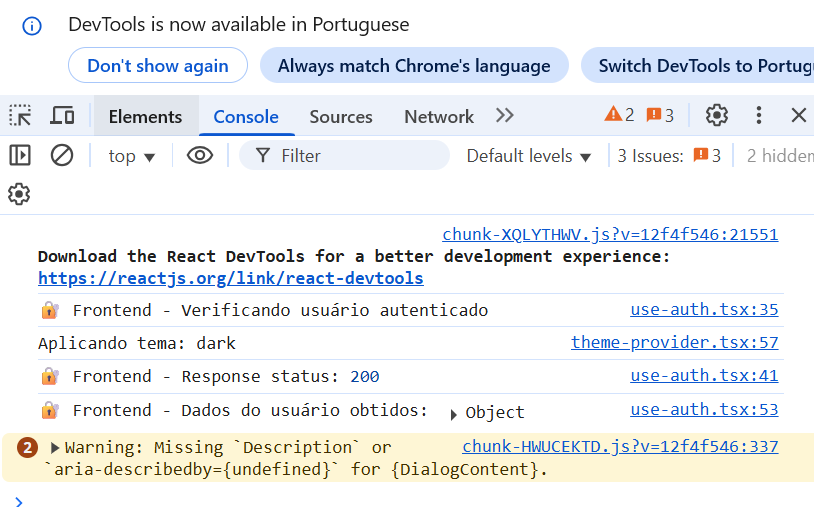 DevTools is now available in Portuguese
Don't show again Always match Chrome's language Switch DevTools to Portug
Elements Console Sources Network 2 3
top Filter Default levels 3 Issues: 3 2 hidden
chunk-XQLYTHWV.js?v=12f4f546:21551
Download the React DevTools for a better development experience:
https://reactjs.org/link/react-devtools
Frontend - Verificando usuário autenticado use-auth.tsx:35
Aplicando tema: dark theme-provider.tsx:57
Frontend - Response status: 200 use-auth.tsx:41
Frontend - Dados do usuário obtidos: Object use-auth.tsx:53
2 Warning: Missing `Description` or chunk-HWUCEKTD.js?v=12f4f546:337
`aria-describedby={undefined}` for {DialogContent}.